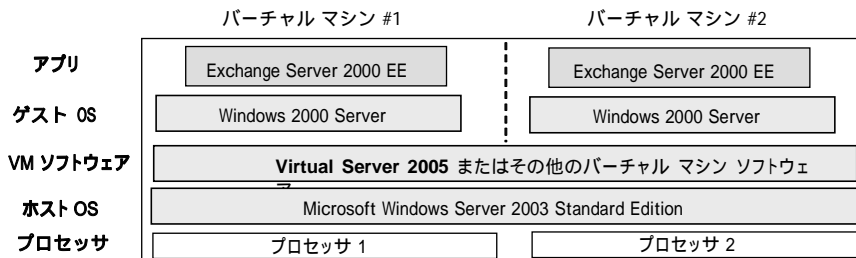 バーチャル マシン #1 バーチャル マシン #2
アプリ Exchange Server 2000 EE Exchange Server 2000 EE
ゲスト OS Windows 2000 Server Windows 2000 Server
VM ソフトウェア Virtual Server 2005 またはその他のバーチャル マシン ソフトウェ
ホスト OS Microsoft Windows Server 2003 Standard Edition
プロセッサ プロセッサ 1 プロセッサ 2